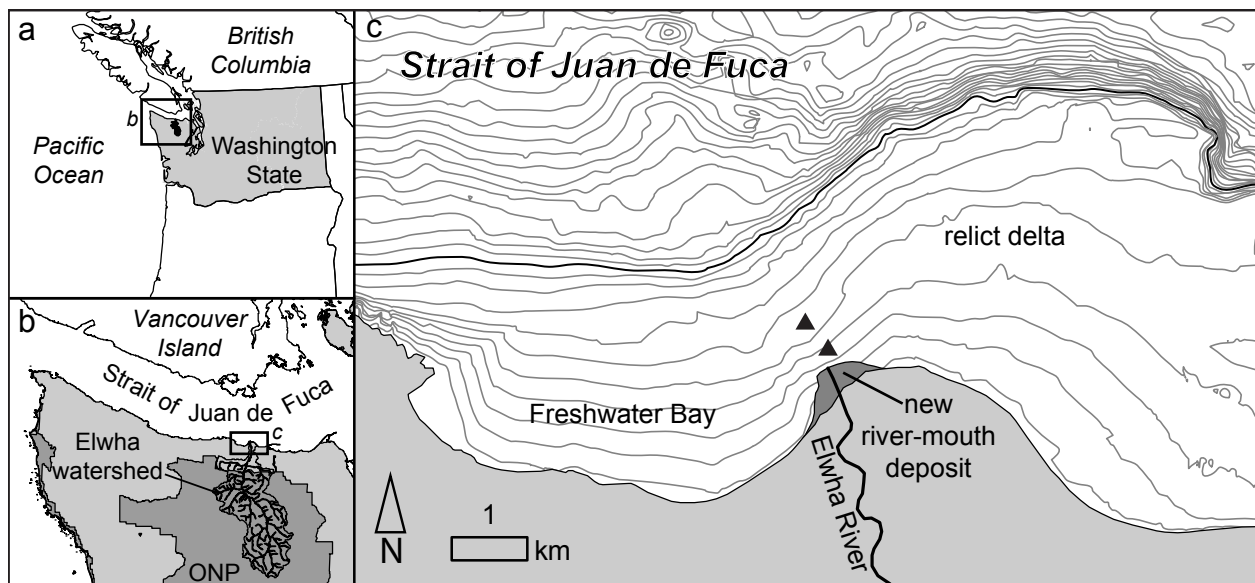 a
British
Columbia
b
Pacific
Ocean
Washington
State
b
Vancouver
Island
Strait of Juan de Fuca
c
Elwha
watershed
ONP
c
Strait of Juan de Fuca
relict delta
Freshwater Bay
new
river-mouth
deposit
Elwha River
N
1
km